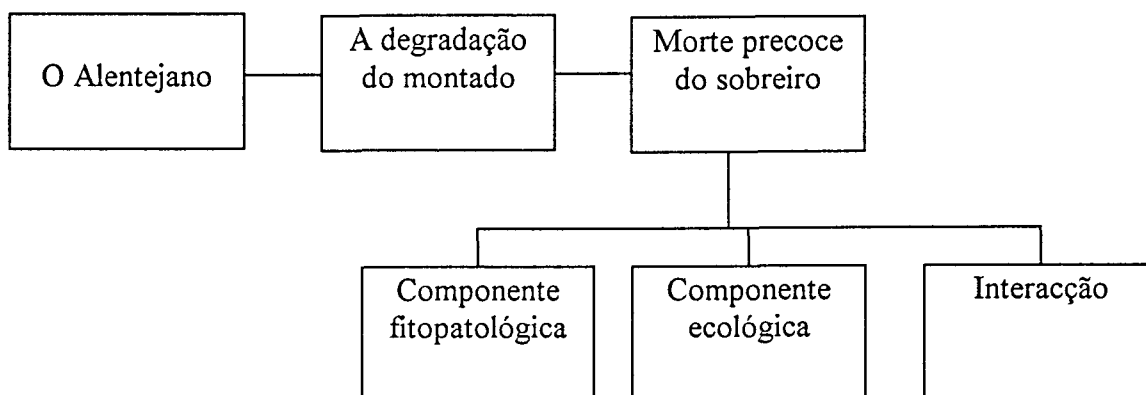 O Alentejano
A degradação
do montado
Morte precoce
do sobreiro
Componente
fitopatológica
Componente
ecológica
Interacção